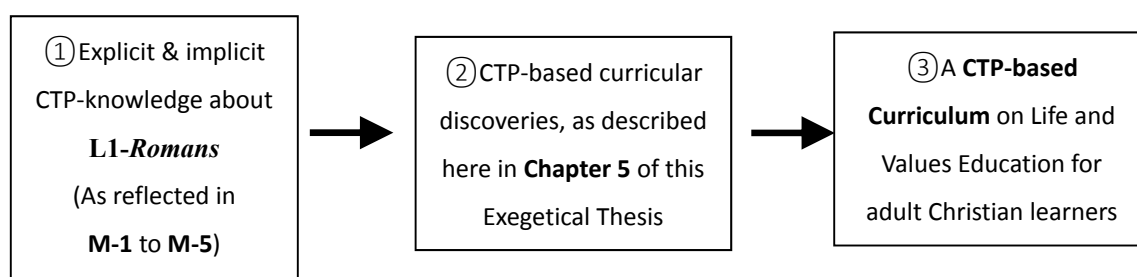 ①Explicit & implicit
CTP-knowledge about
L1-Romans
(As reflected in
M-1 to M-5)
②CTP-based curricular
discoveries, as described
here in Chapter 5 of this
Exegetical Thesis
③A CTP-based
Curriculum on Life and
Values Education for
adult Christian learners